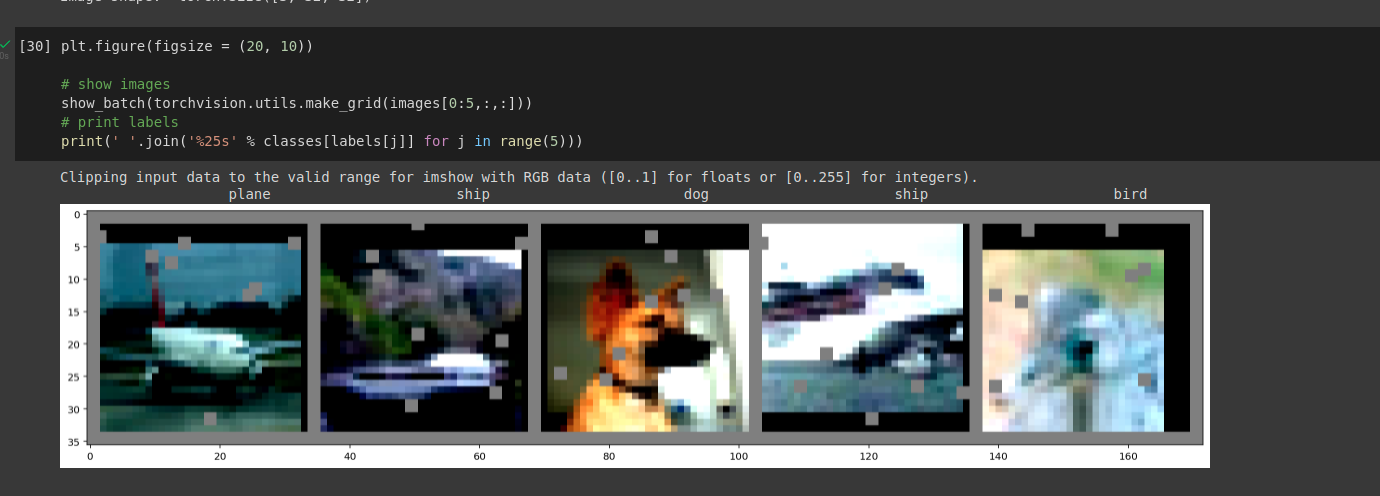 [30] plt.figure(figsize = (20, 10))
# show images
show_batch(torchvision.utils.make_grid(images[0:5,:,:]))
# print labels
print(' '.join('%25s' % classes[labels[j]] for j in range(5)))
Clipping input data to the valid range for imshow with RGB data ([0..1] for floats or [0..255] for integers).
plane ship dog ship bird
0
5
10
15
20
25
30
35
0 20 40 60 80 100 120 140 160